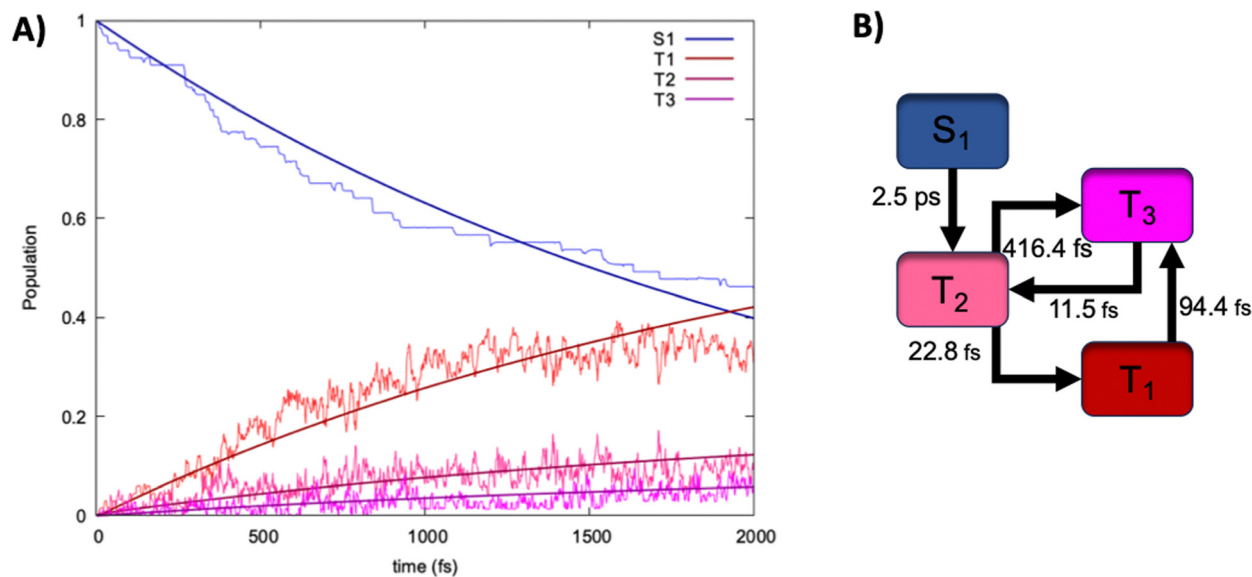 A)
Population
1
0.8
0.6
0.4
0.2
0
0 500 1000 1500 2000
time (fs)
S1
T1
T2
T3
B)
S₁
2.5 ps
T₃
416.4 fs
T₂
11.5 fs
94.4 fs
22.8 fs
T₁